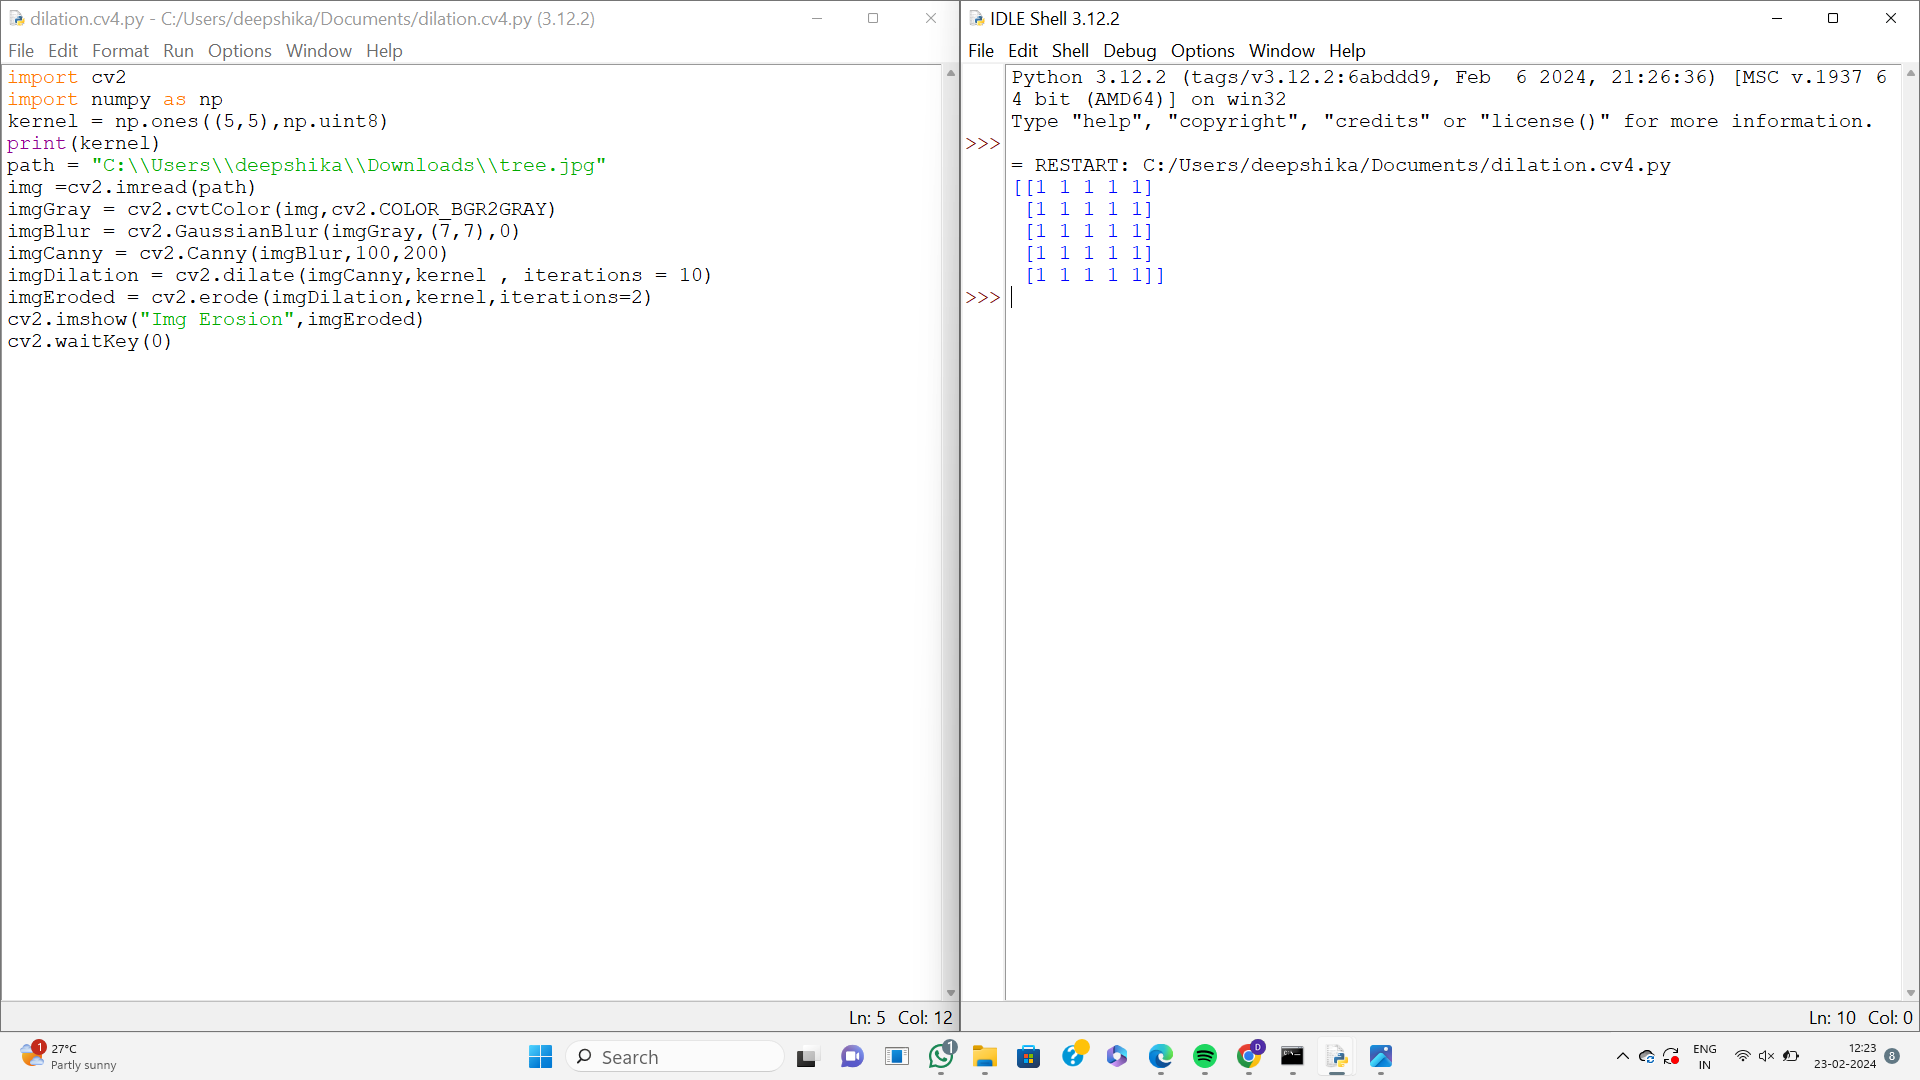 dilation.cv4.py - C:/Users/deepshika/Documents/dilation.cv4.py (3.12.2)
File Edit Format Run Options Window Help
import cv2
import numpy as np
kernel = np.ones((5,5),np.uint8)
print(kernel)
path = "C:\\Users\\deepshika\\Downloads\\tree.jpg"
img =cv2.imread(path)
imgGray = cv2.cvtColor(img,cv2.COLOR_BGR2GRAY)
imgBlur = cv2.GaussianBlur(imgGray,(7,7),0)
imgCanny = cv2.Canny(imgBlur,100,200)
imgDilation = cv2.dilate(imgCanny,kernel , iterations = 10)
imgEroded = cv2.erode(imgDilation,kernel,iterations=2)
cv2.imshow("Img Erosion",imgEroded)
cv2.waitKey(0)
Ln: 5 Col: 12
IDLE Shell 3.12.2
File Edit Shell Debug Options Window Help
Python 3.12.2 (tags/v3.12.2:6abddd9, Feb  6 2024, 21:26:36) [MSC v.1937 6
4 bit (AMD64)] on win32
Type "help", "copyright", "credits" or "license()" for more information.
>>>
= RESTART: C:/Users/deepshika/Documents/dilation.cv4.py
[[1 1 1 1 1]
 [1 1 1 1 1]
 [1 1 1 1 1]
 [1 1 1 1 1]
 [1 1 1 1 1]]
>>>
Ln: 10 Col: 0
1
27°C
Partly sunny
Search
1
D
ENG
IN
12:23
23-02-2024
8